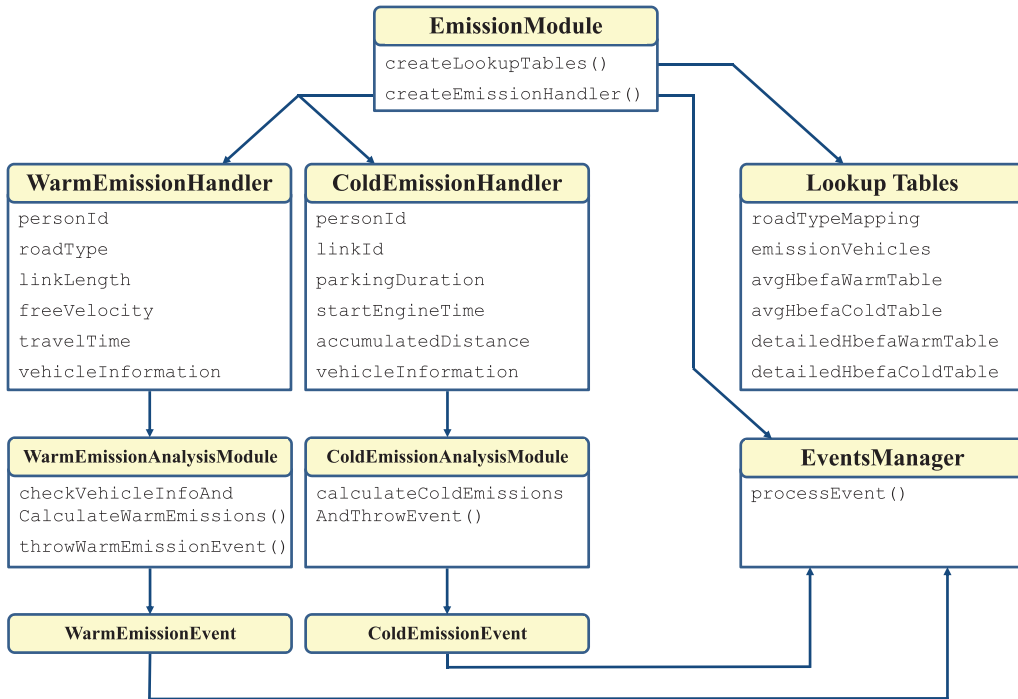 EmissionModule
createLookupTables()
createEmissionHandler()
WarmEmissionHandler
personId
roadType
linkLength
freeVelocity
travelTime
vehicleInformation
ColdEmissionHandler
personId
linkId
parkingDuration
startEngineTime
accumulatedDistance
vehicleInformation
Lookup Tables
roadTypeMapping
emissionVehicles
avgHbefaWarmTable
avgHbefaColdTable
detailedHbefaWarmTable
detailedHbefaColdTable
WarmEmissionAnalysisModule
checkVehicleInfoAnd
CalculateWarmEmissions()
throwWarmEmissionEvent()
ColdEmissionAnalysisModule
calculateColdEmissions
AndThrowEvent()
EventsManager
processEvent()
WarmEmissionEvent
ColdEmissionEvent